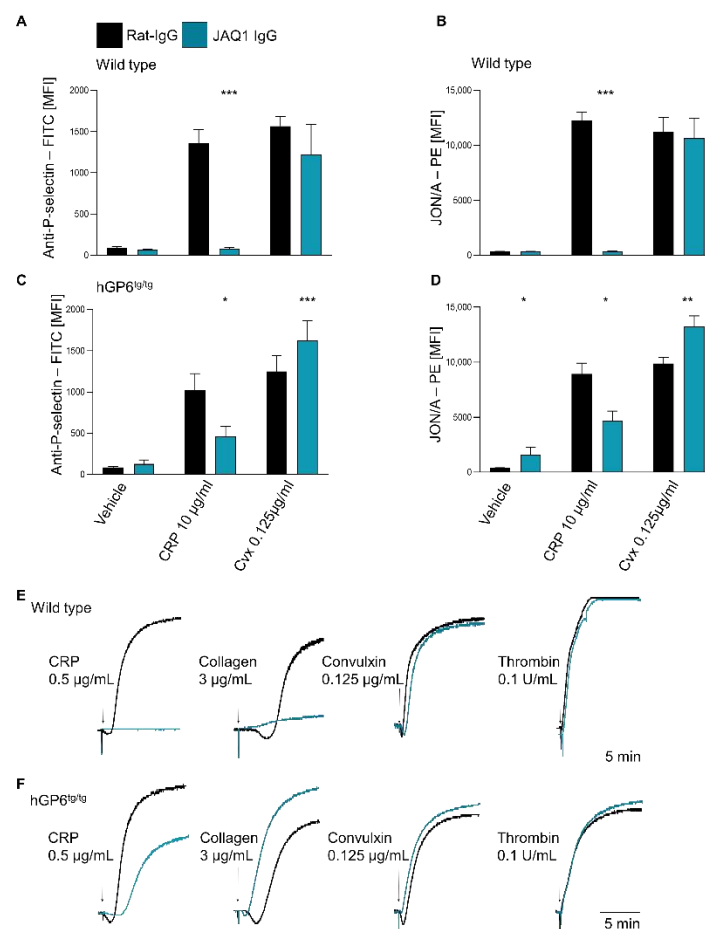 A
B
Rat-IgG JAQ1 IgG
Wild type
Wild type
Anti-P-selectin – FITC [MFI]
2000
1500
1000
500
0
***
JON/A – PE [MFI]
15,000
10,000
5000
0
***
C
hGP6tg/tg
D
Anti-P-selectin – FITC [MFI]
2000
1500
1000
500
0
* ***
JON/A – PE [MFI]
15,000
10,000
5000
0
* * **
Vehicle
CRP 10 µg/ml
Cvx 0.125µg/ml
Vehicle
CRP 10 µg/ml
Cvx 0.125µg/ml
E
Wild type
CRP
0.5 µg/mL
Collagen
3 µg/mL
Convulxin
0.125 µg/mL
Thrombin
0.1 U/mL
5 min
F
hGP6tg/tg
CRP
0.5 µg/mL
Collagen
3 µg/mL
Convulxin
0.125 µg/mL
Thrombin
0.1 U/mL
5 min